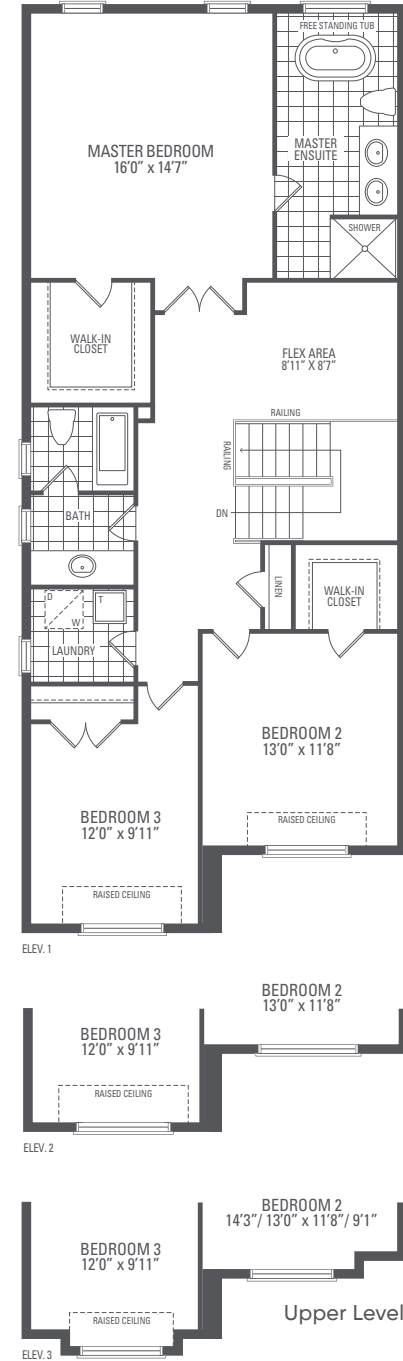 FREE STANDING TUB
MASTER BEDROOM
16'0" x 14'7"
MASTER
ENSUITE
SHOWER
WALK-IN
CLOSET
FLEX AREA
8'11" X 8'7"
RAILING
RAILING
DN
BATH
LINEN
WALK-IN
CLOSET
D
T
W
LAUNDRY
BEDROOM 2
13'0" x 11'8"
RAISED CEILING
BEDROOM 3
12'0" x 9'11"
RAISED CEILING
ELEV. 1
BEDROOM 2
13'0" x 11'8"
BEDROOM 3
12'0" x 9'11"
RAISED CEILING
ELEV. 2
BEDROOM 2
14'3"/ 13'0" x 11'8"/ 9'1"
BEDROOM 3
12'0" x 9'11"
RAISED CEILING
Upper Level
ELEV. 3